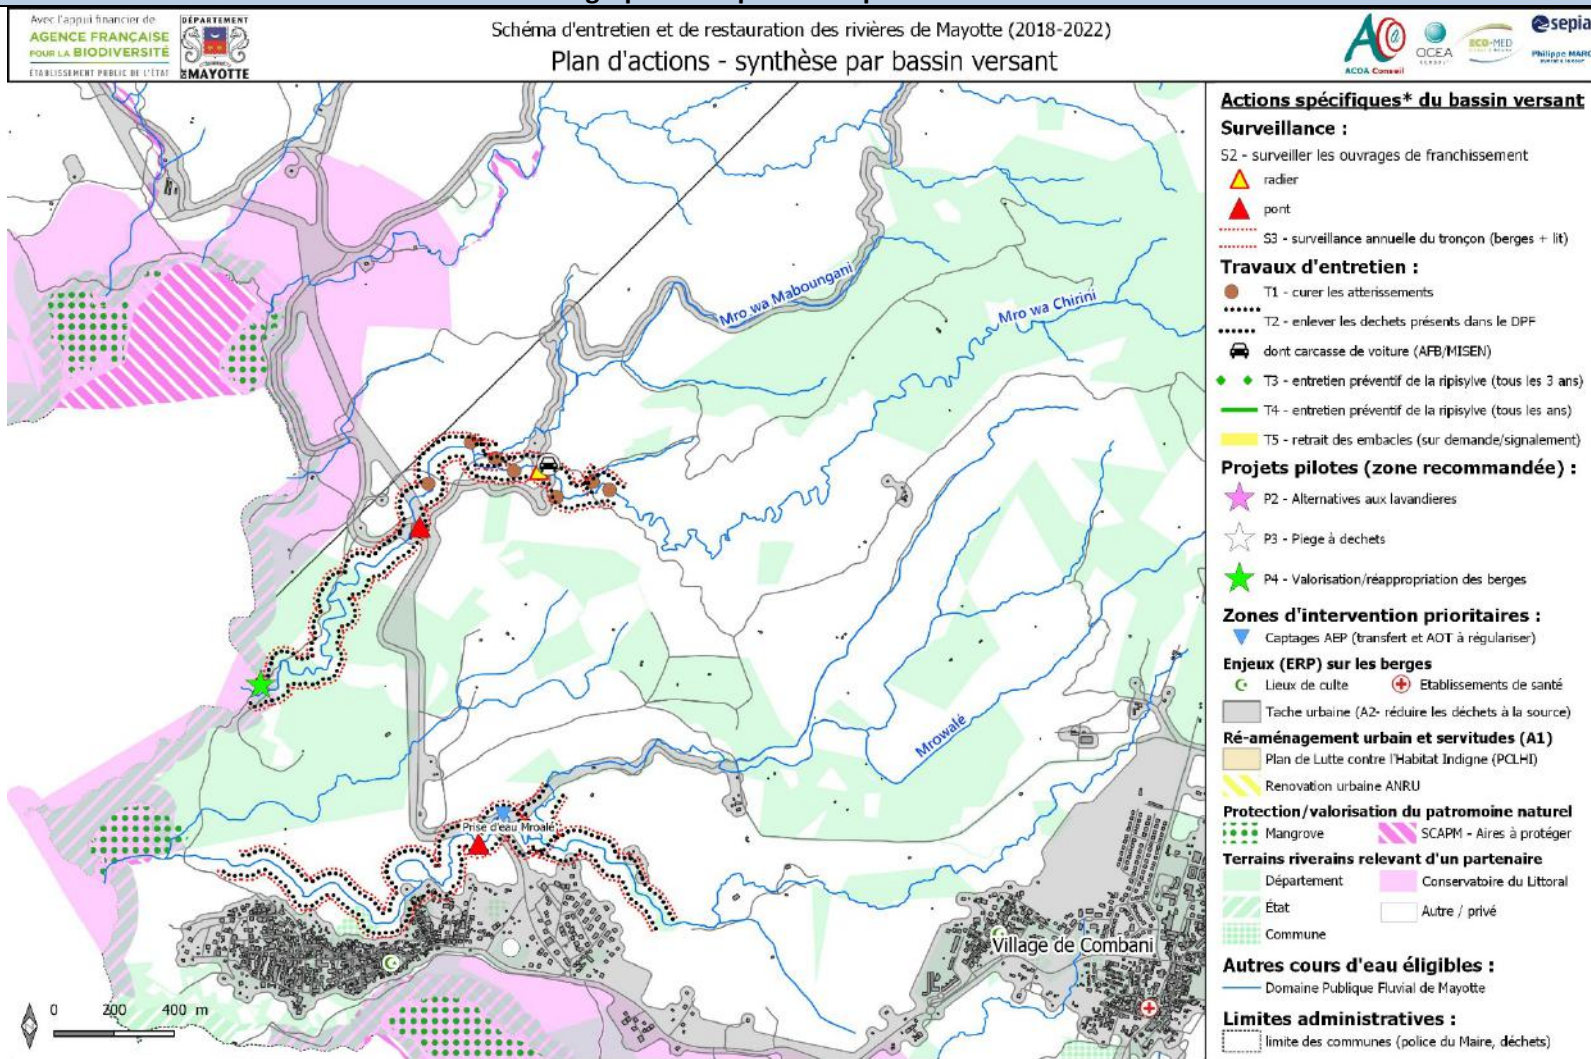 Avec l'appui financier de
AGENCE FRANÇAISE
POUR LA BIODIVERSITÉ
ÉTABLISSEMENT PUBLIC DE L'ÉTAT
DÉPARTEMENT
MAYOTTE
Schéma d'entretien et de restauration des rivières de Mayotte (2018-2022)
Plan d'actions - synthèse par bassin versant
ACOA Conseil
OCEA
ECO-MED
sepia
Mro wa Maboungani
Mro wa Chirini
Mrowalé
Prise d'eau Mroalé
Village de Combani
0 200 400 m
Actions spécifiques* du bassin versant
Surveillance :
S2 - surveiller les ouvrages de franchissement
radier
pont
S3 - surveillance annuelle du tronçon (berges + lit)
Travaux d'entretien :
T1 - curer les atterissements
T2 - enlever les dechets présents dans le DPF
dont carcasse de voiture (AFB/MISEN)
T3 - entretien préventif de la ripisylve (tous les 3 ans)
T4 - entretien préventif de la ripisylve (tous les ans)
T5 - retrait des embacles (sur demande/signalement)
Projets pilotes (zone recommandée) :
P2 - Alternatives aux lavandieres
P3 - Piege à dechets
P4 - Valorisation/réappropriation des berges
Zones d'intervention prioritaires :
Captages AEP (transfert et AOT à régulariser)
Enjeux (ERP) sur les berges
Lieux de culte Etablissements de santé
Tache urbaine (A2- réduire les déchets à la source)
Ré-aménagement urbain et servitudes (A1)
Plan de Lutte contre l'Habitat Indigne (PCLHI)
Renovation urbaine ANRU
Protection/valorisation du patromoine naturel
Mangrove SCAPM - Aires à protéger
Terrains riverains relevant d'un partenaire
Département Conservatoire du Littoral
État Autre / privé
Commune
Autres cours d'eau éligibles :
Domaine Publique Fluvial de Mayotte
Limites administratives :
limite des communes (police du Maire, déchets)